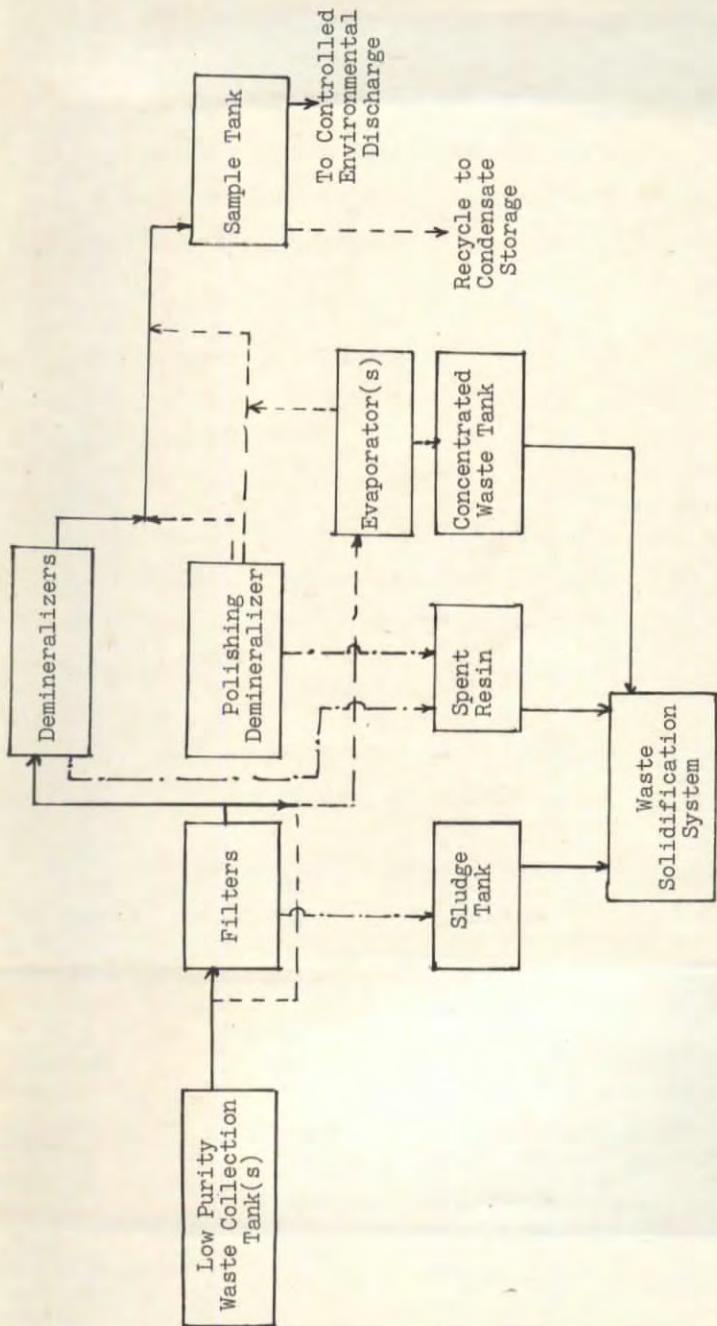 Low Purity
Waste Collection
Tank(s)
Filters
Sludge
Tank
Demineralizers
Polishing
Demineralizer
Spent
Resin
Waste
Solidification
System
Evaporator(s)
Concentrated
Waste Tank
Sample Tank
To Controlled
Environmental
Discharge
Recycle to
Condensate
Storage